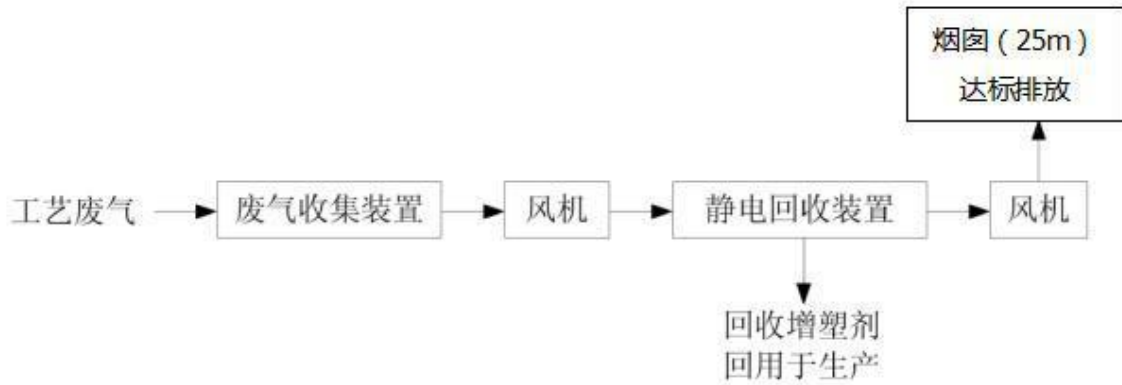 烟囱（25m）
达标排放
工艺废气
废气收集装置
风机
静电回收装置
风机
回收增塑剂
回用于生产